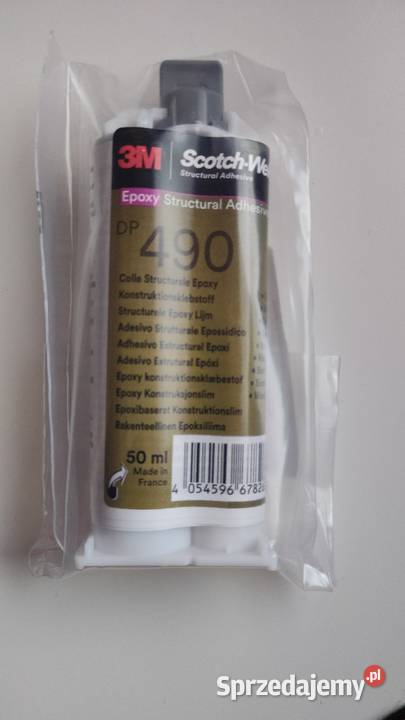 3M Scotch-We
Structural Adhesive
Epoxy Structural Adhesive
DP 490
Colle Structurale Epoxy
Konstruktionsklebstoff
Structurele Epoxy Lijm
Adesivo Strutturale Epossidico
Adhesivo Estructural Epoxi
Adesivo Estrutural Epóxi
Epoxy konstruktionsklæbestof
Epoxy Konstruksjonslim
Epoxibaserat Konstruktionslim
Rakenteellinen Epoksiliima
50 ml
Made in
France
4 054596 6782
Sprzedajemy.pl